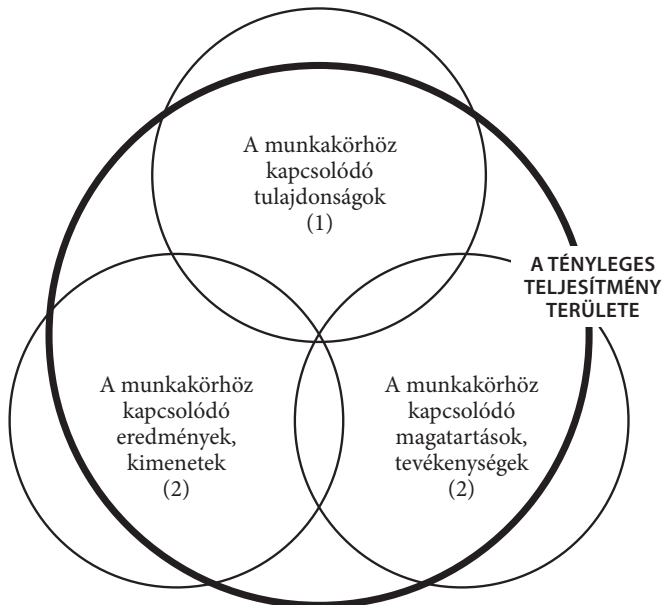 A munkakörhöz
kapcsolódó
tulajdonságok
(1)
A TÉNYLEGES
TELJESÍTMÉNY
TERÜLETE
A munkakörhöz
kapcsolódó
eredmények,
kimenetek
(2)
A munkakörhöz
kapcsolódó
magatartások,
tevékenységek
(2)